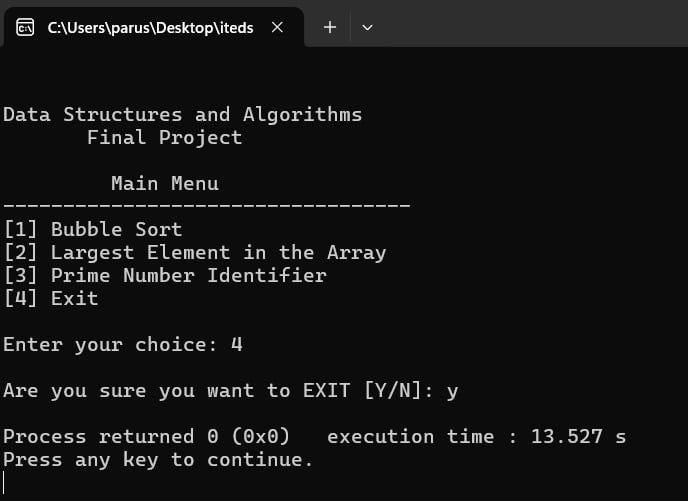 C:\Users\parus\Desktop\iteds
Data Structures and Algorithms
Final Project
Main Menu
----------------------------------
[1] Bubble Sort
[2] Largest Element in the Array
[3] Prime Number Identifier
[4] Exit
Enter your choice: 4
Are you sure you want to EXIT [Y/N]: y
Process returned 0 (0x0)   execution time : 13.527 s
Press any key to continue.